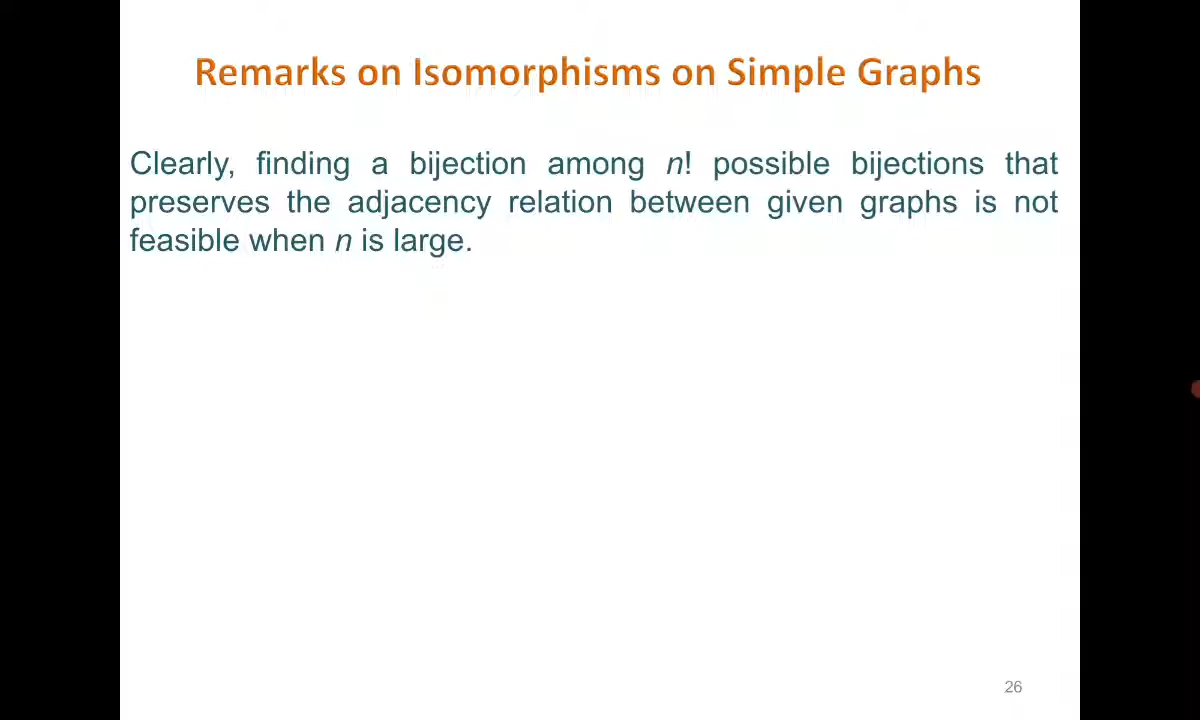 Remarks on Isomorphisms on Simple Graphs
Clearly, finding a bijection among n! possible bijections that
preserves the adjacency relation between given graphs is not
feasible when n is large.
26